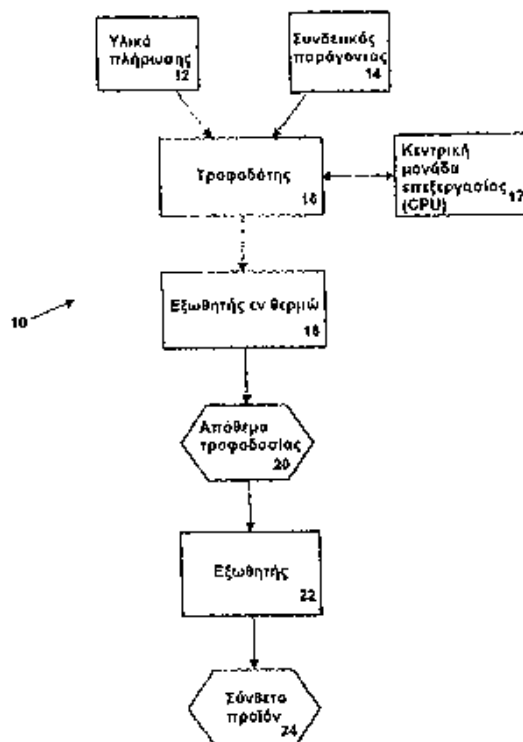 Υλικά
πλήρωσης
12
Συνδετικός
παράγοντας
14
Τροφοδότης
16
Κεντρική
μονάδα
επεξεργασίας
(CPU)
17
10
Εξωθητής εν θερμώ
18
Απόθεμα
τροφοδοσίας
20
Εξωθητής
22
Σύνθετο
προϊόν
24